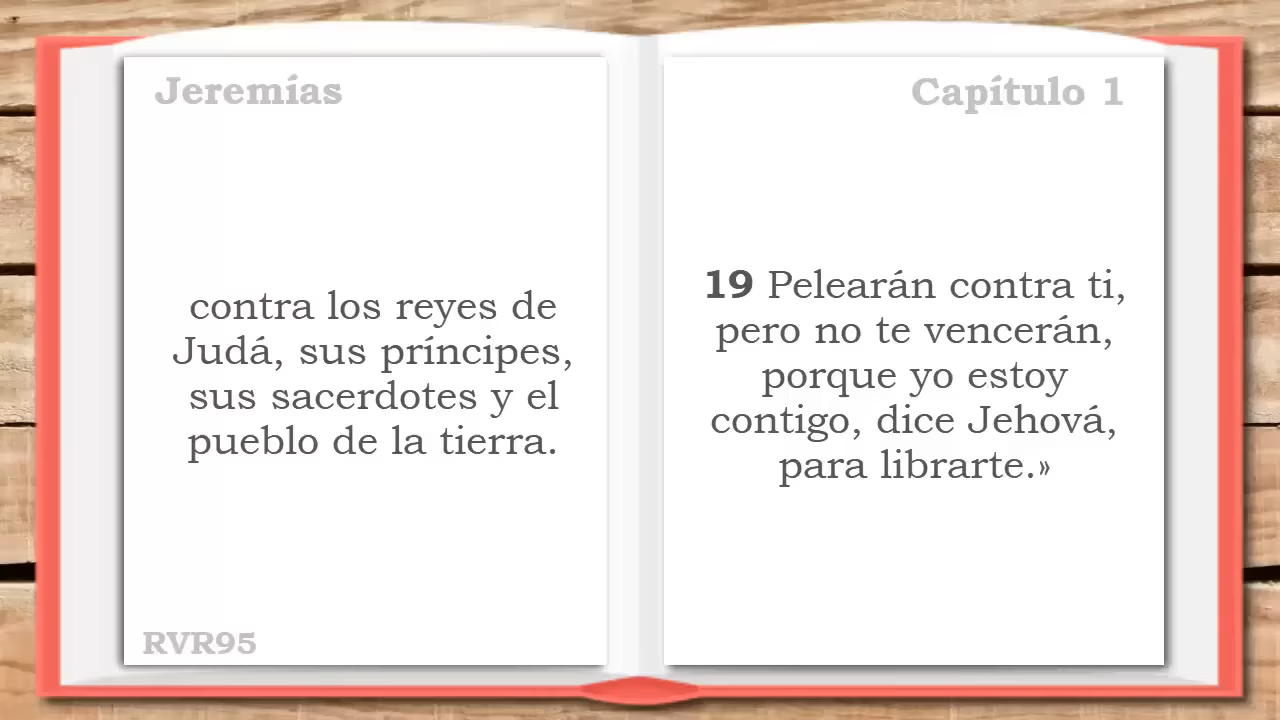 Jeremías
Capítulo 1
contra los reyes de
Judá, sus príncipes,
sus sacerdotes y el
pueblo de la tierra.
19 Pelearán contra ti,
pero no te vencerán,
porque yo estoy
contigo, dice Jehová,
para librarte.»
RVR95